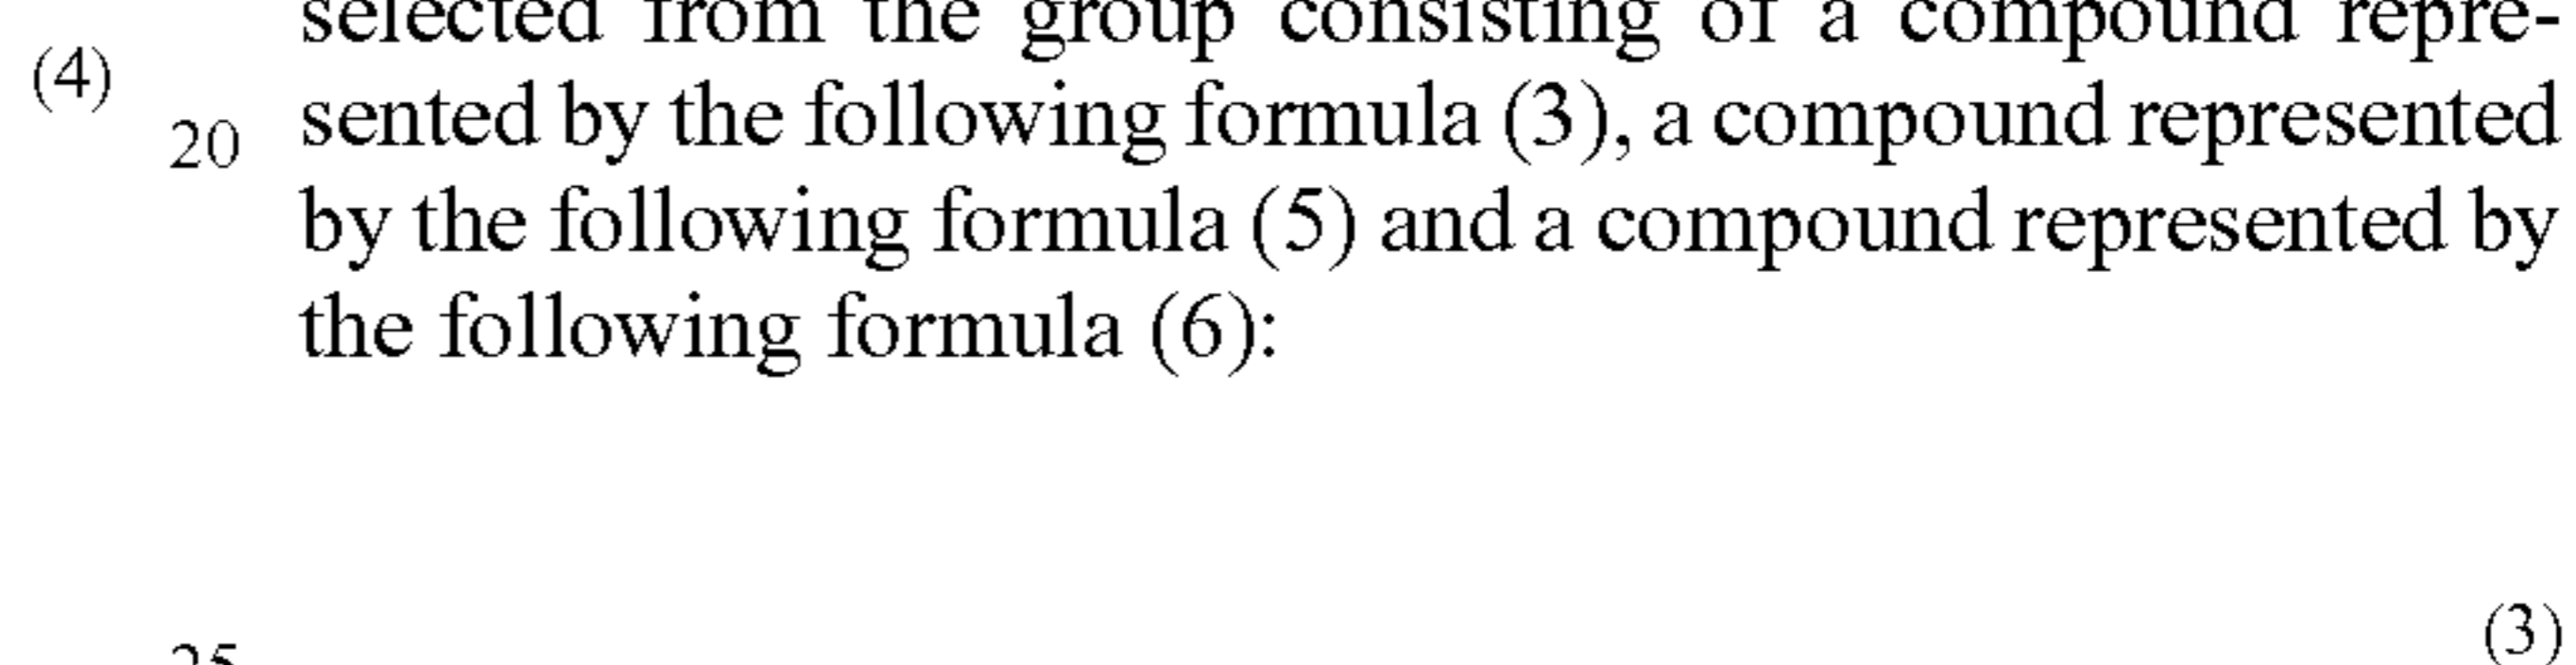 selected from the group consisting of a compound repre-
(4)
20 sented by the following formula (3), a compound represented
by the following formula (5) and a compound represented by
the following formula (6):
(3)
25